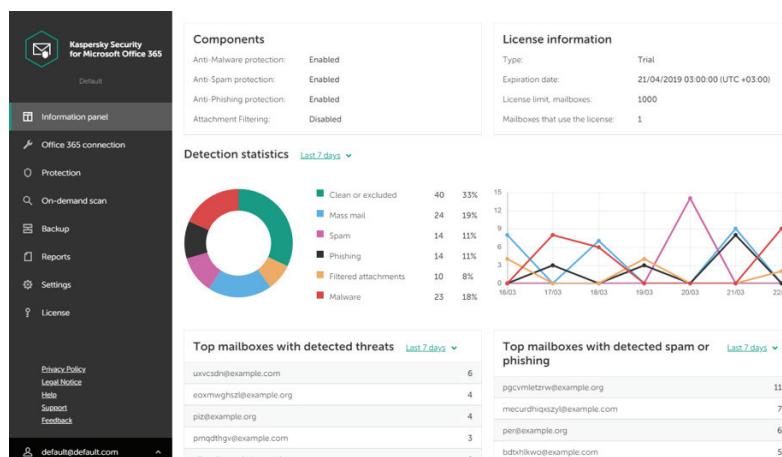 Kaspersky Security
for Microsoft Office 365
Default
Information panel
Office 365 connection
Protection
On-demand scan
Backup
Reports
Settings
License
Privacy Policy
Legal Notice
Help
Support
Feedback
default@default.com
Components
Anti-Malware protection: Enabled
Anti-Spam protection: Enabled
Anti-Phishing protection: Enabled
Attachment Filtering: Disabled
License information
Type: Trial
Expiration date: 21/04/2019 03:00:00 (UTC +03:00)
License limit, mailboxes: 1000
Mailboxes that use the license: 1
Detection statistics Last 7 days
Clean or excluded 40 33%
Mass mail 24 19%
Spam 14 11%
Phishing 14 11%
Filtered attachments 10 8%
Malware 23 18%
15
12
9
6
3
0
16/03 17/03 18/03 19/03 20/03 21/03 22/
Top mailboxes with detected threats Last 7 days
uxvcsdn@example.com 6
eoxmwghszl@example.org 4
piz@example.org 4
pmqdthgv@example.com 3
Top mailboxes with detected spam or
phishing Last 7 days
pgcvmletzrw@example.org 11
mecurdhiqxszyl@example.com 7
per@example.org 6
bdtxhlkwo@example.com 5